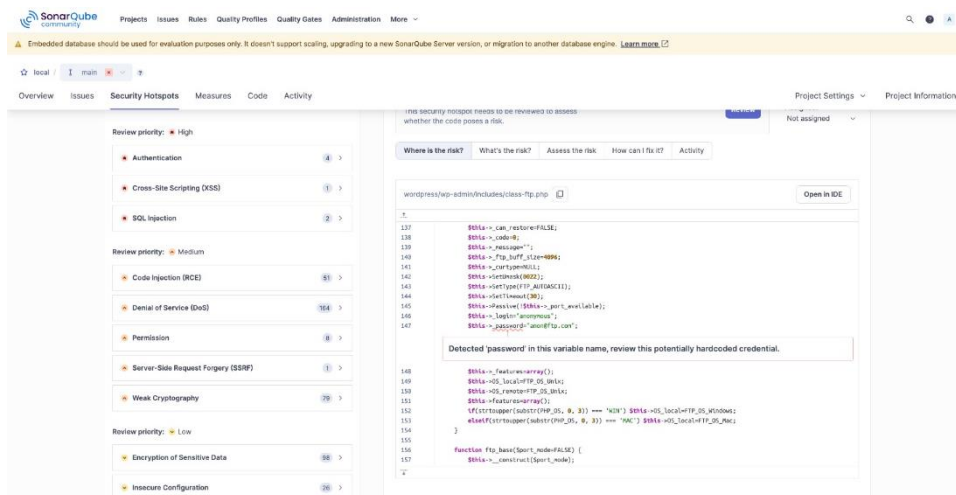 SonarQube
community
Projects Issues Rules Quality Profiles Quality Gates Administration More
A
Embedded database should be used for evaluation purposes only. It doesn't support scaling, upgrading to a new SonarQube Server version, or migration to another database engine. Learn more
local / main
Overview Issues Security Hotspots Measures Code Activity Project Settings Project Information
This security hotspot needs to be reviewed to assess
whether the code poses a risk.
Not assigned
Review priority: High
Where is the risk? What's the risk? Assess the risk How can I fix it? Activity
Authentication 4
Cross-Site Scripting (XSS) 1
SQL Injection 2
Review priority: Medium
Code Injection (RCE) 51
Denial of Service (DoS) 164
Permission 8
Server-Side Request Forgery (SSRF) 1
Weak Cryptography 79
Review priority: Low
Encryption of Sensitive Data 58
Insecure Configuration 26
wordpress/wp-admin/includes/class-ftp.php Open in IDE
137 $this->_can_restore=FALSE;
138 $this->_code=0;
139 $this->_message="";
140 $this->_ftp_buff_size=4096;
141 $this->_curtype=NULL;
142 $this->SetUmask(0022);
143 $this->SetType(FTP_AUTOASCII);
144 $this->SetTimeout(30);
145 $this->Passive(!$this->_port_available);
146 $this->_login="anonymous";
147 $this->_password="anon@ftp.com";
Detected 'password' in this variable name, review this potentially hardcoded credential.
148 $this->_features=array();
149 $this->OS_local=FTP_OS_Unix;
150 $this->OS_remote=FTP_OS_Unix;
151 $this->features=array();
152 if(strtoupper(substr(PHP_OS, 0, 3)) === 'WIN') $this->OS_local=FTP_OS_Windows;
153 elseif(strtoupper(substr(PHP_OS, 0, 3)) === 'MAC') $this->OS_local=FTP_OS_Mac;
154 }
155
156 function ftp_base($port_mode=FALSE) {
157 $this->__construct($port_mode);